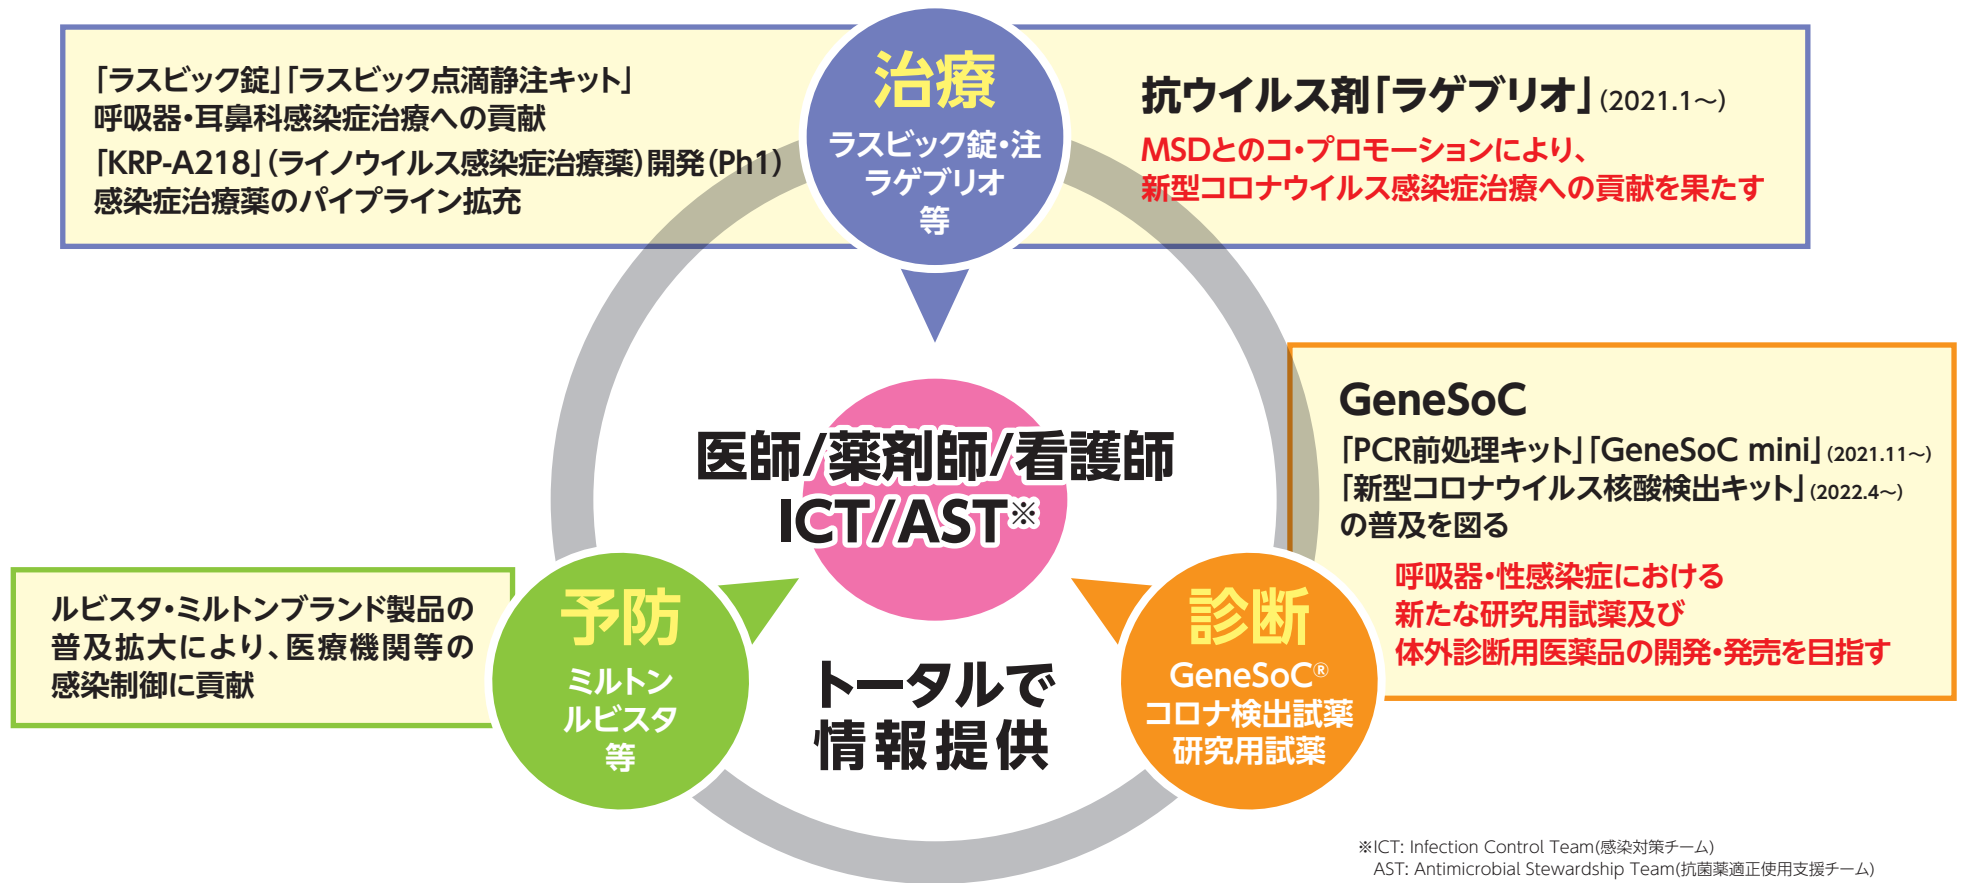 「ラスビック錠」「ラスビック点滴静注キット」
呼吸器・耳鼻科感染症治療への貢献
「KRP-A218」(ライノウイルス感染症治療薬)開発(Ph1)
感染症治療薬のパイプライン拡充
治療
ラスビック錠・注
ラゲブリオ
等
抗ウイルス剤「ラゲブリオ」(2021.1~)
MSDとのコ・プロモーションにより、
新型コロナウイルス感染症治療への貢献を果たす
医師/薬剤師/看護師
ICT/AST※
トータルで
情報提供
GeneSoC
「PCR前処理キット」「GeneSoC mini」(2021.11~)
「新型コロナウイルス核酸検出キット」(2022.4~)
の普及を図る
呼吸器・性感染症における
新たな研究用試薬及び
体外診断用医薬品の開発・発売を目指す
診断
GeneSoC®
コロナ検出試薬
研究用試薬
ルビスタ・ミルトンブランド製品の
普及拡大により、医療機関等の
感染制御に貢献
予防
ミルトン
ルビスタ
等
※ICT: Infection Control Team(感染対策チーム)
AST: Antimicrobial Stewardship Team(抗菌薬適正使用支援チーム)